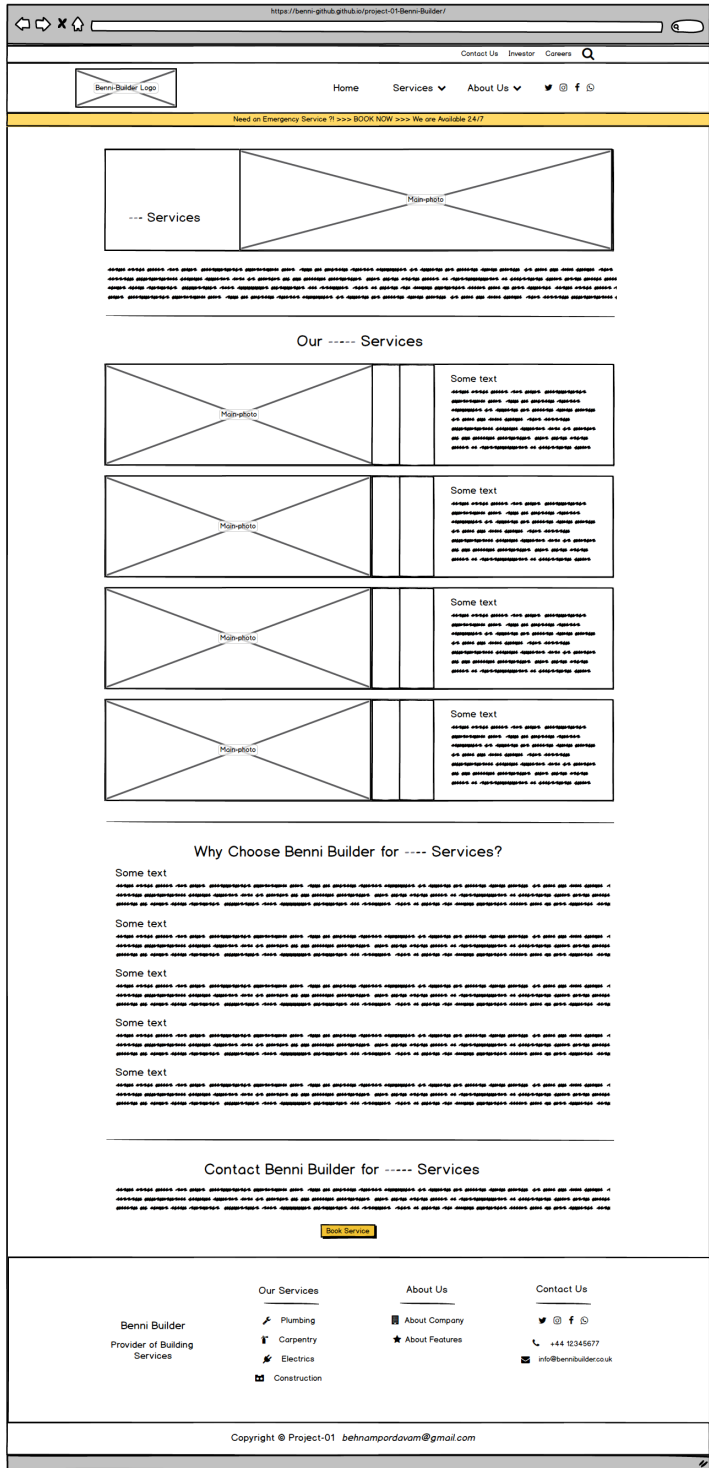 https://benni-github.github.io/project-01-Benni-Builder/
Contact Us Investor Careers
Benni-Builder Logo
Home Services About Us
Need an Emergency Service ?! >>> BOOK NOW >>> We are Available 24/7
--- Services
Main-photo
Our ----- Services
Main-photo
Some text
Main-photo
Some text
Main-photo
Some text
Main-photo
Some text
Why Choose Benni Builder for ---- Services?
Some text
Some text
Some text
Some text
Some text
Contact Benni Builder for ----- Services
Book Service
Benni Builder
Provider of Building
Services
Our Services
Plumbing
Carpentry
Electrics
Construction
About Us
About Company
About Features
Contact Us
+44 12345677
info@bennibuilder.co.uk
Copyright © Project-01 behnampordavam@gmail.com